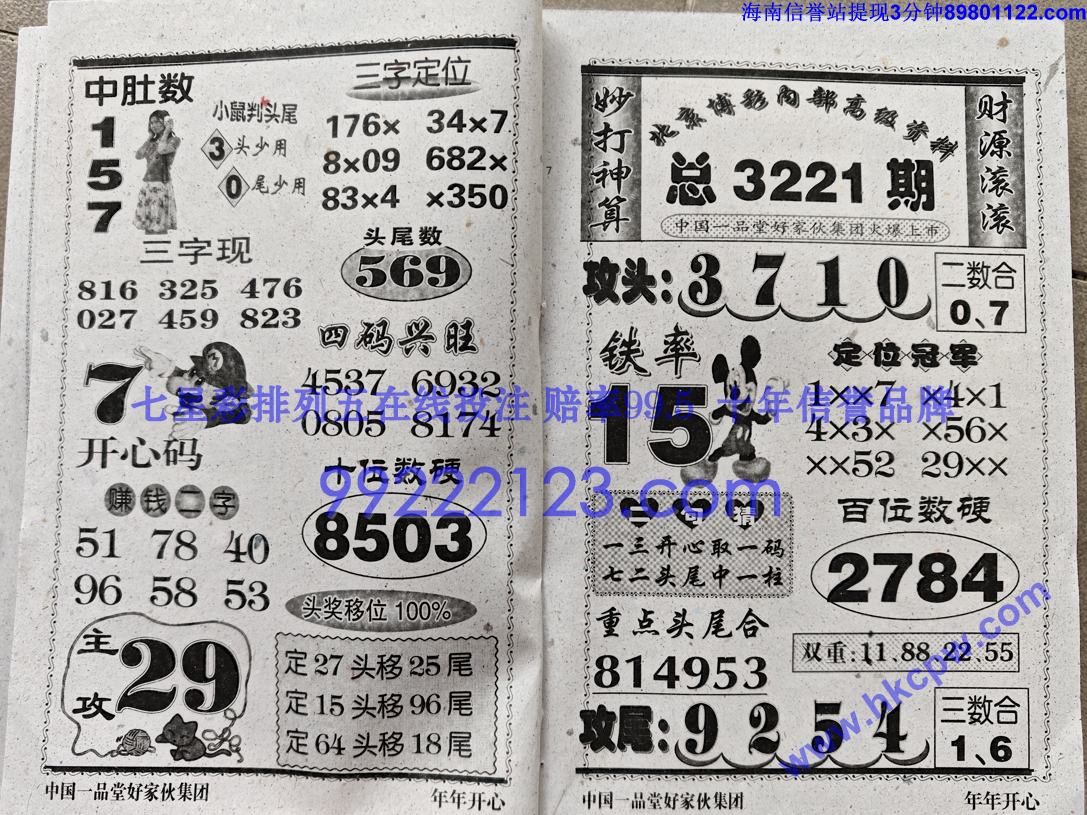 海南信誉站提现3分钟89801122.com
中肚数
1
5
7
小鼠判头尾
3头少用
0尾少用
三字定位
176× 34×7
8×09 682×
83×4 ×350
三字现
816 325 476
027 459 823
头尾数
569
四码兴旺
4537 6932
0805 8174
7
开心码
七星彩排列五在线投注 赔率99.5 十年信誉品牌
99222123.com
十位数硬
8503
赚钱二字
51 78 40
96 58 53
头奖移位100%
主攻
29
定27头移25尾
定15头移96尾
定64头移18尾
中国一品堂好家伙集团
年年开心
妙打神算
北京博彩内部高级资料
总3221期
中国一品堂好家伙集团火爆上市
财源滚滚
攻头:3710
二数合
0、7
铁率
15
定位冠军
1××7 ×4×1
4×3× ×56×
××52 29××
二句猜
一三开心取一码
七二头尾中一柱
百位数硬
2784
重点头尾合
814953
双重:11.88.22.55
攻尾:9254
三数合
1、6
www.hkcpw.com
中国一品堂好家伙集团
年年开心